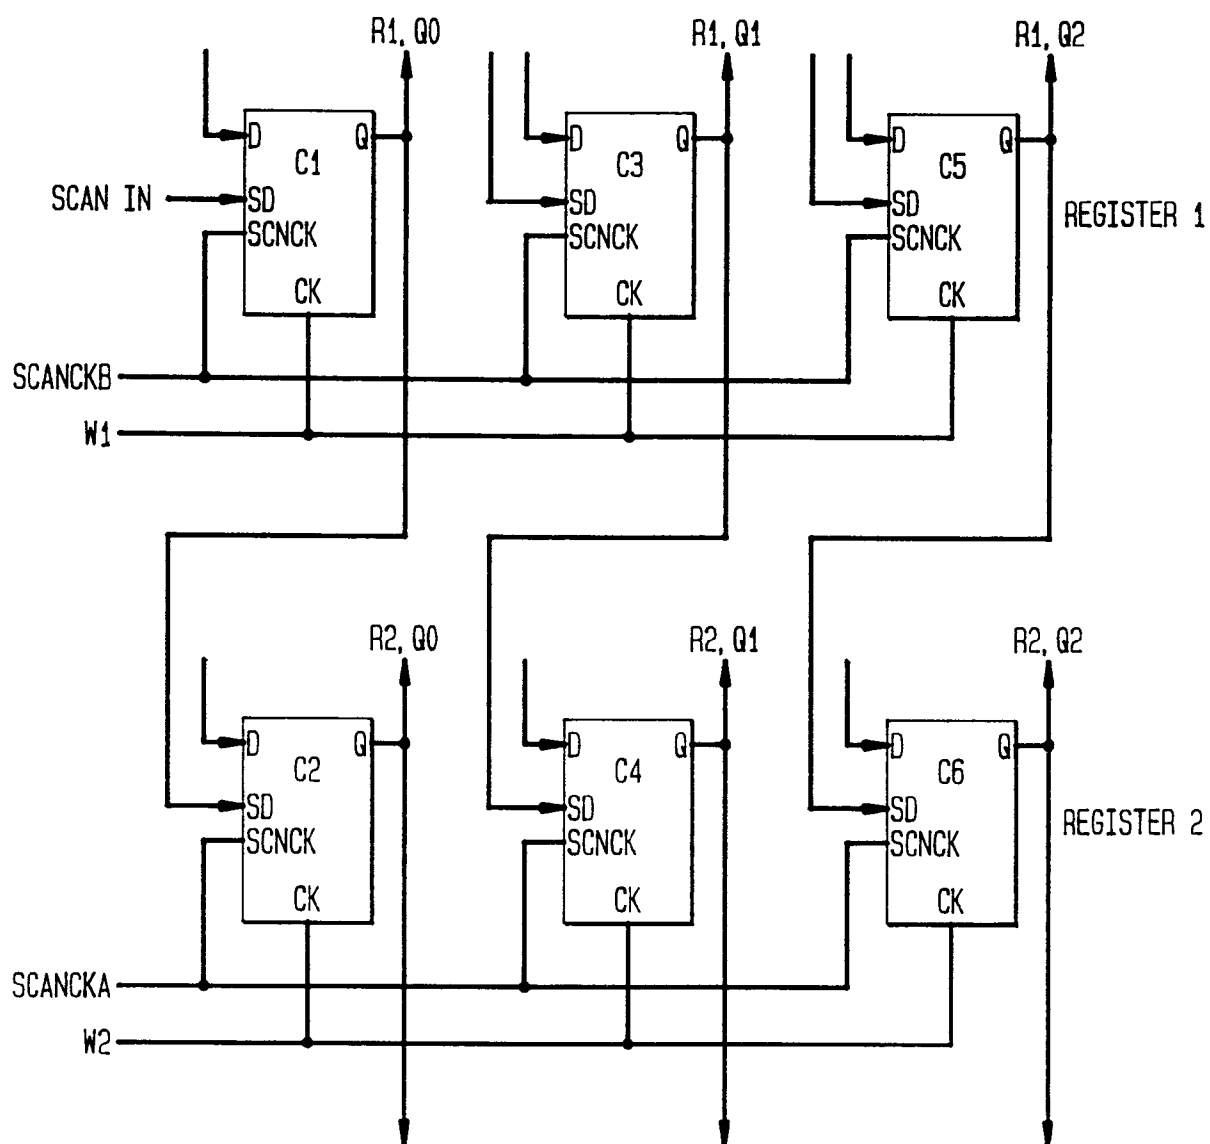 R1, Q0
R1, Q1
R1, Q2
D
Q
C1
SCAN IN
SD
SCNCK
CK
D
Q
C3
SD
SCNCK
CK
D
Q
C5
SD
SCNCK
CK
REGISTER 1
SCANCKB
W1
R2, Q0
R2, Q1
R2, Q2
D
Q
C2
SD
SCNCK
CK
D
Q
C4
SD
SCNCK
CK
D
Q
C6
SD
SCNCK
CK
REGISTER 2
SCANCKA
W2